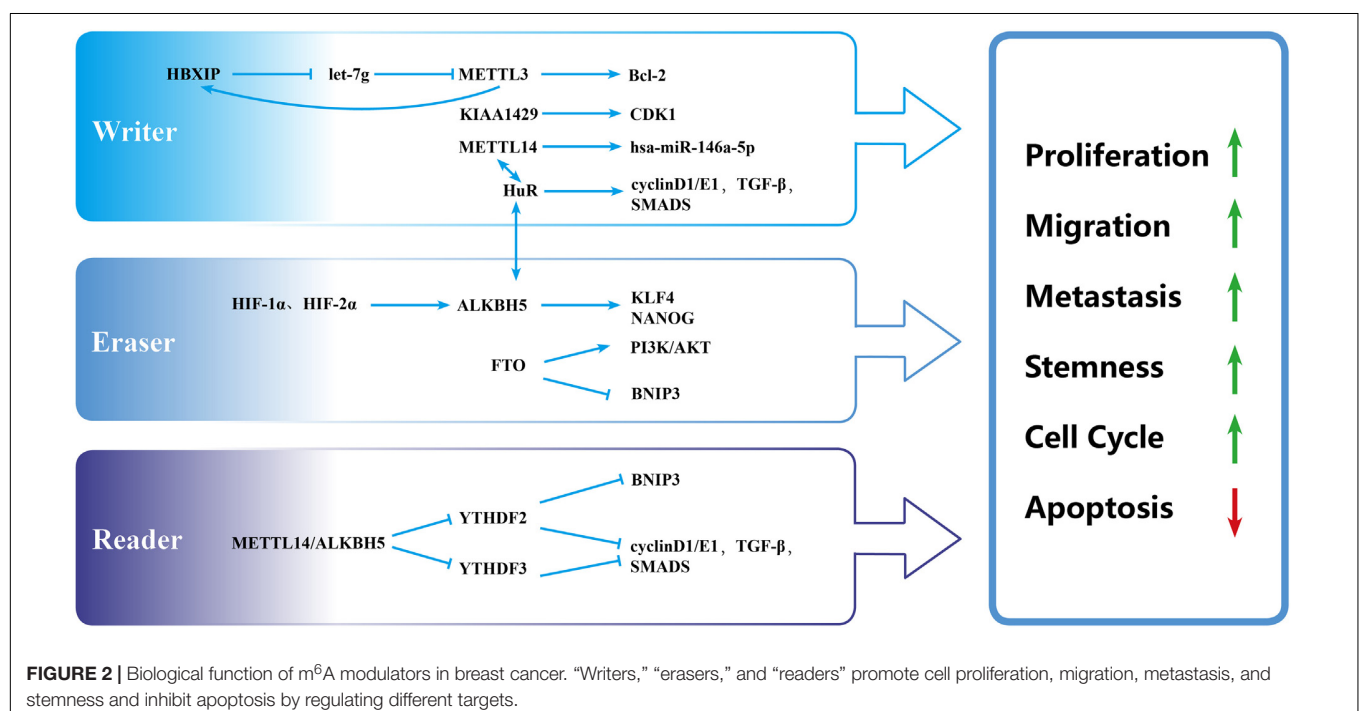 Writer
HBXIP let-7g METTL3 Bcl-2
KIAA1429 CDK1
METTL14 hsa-miR-146a-5p
HuR cyclinD1/E1, TGF-β,
SMADS
Eraser
HIF-1α、HIF-2α ALKBH5 KLF4
NANOG
FTO PI3K/AKT
BNIP3
Reader
METTL14/ALKBH5 YTHDF2 BNIP3
YTHDF3 cyclinD1/E1, TGF-β,
SMADS
Proliferation
Migration
Metastasis
Stemness
Cell Cycle
Apoptosis
FIGURE 2 | Biological function of m⁶A modulators in breast cancer. “Writers,” “erasers,” and “readers” promote cell proliferation, migration, metastasis, and
stemness and inhibit apoptosis by regulating different targets.